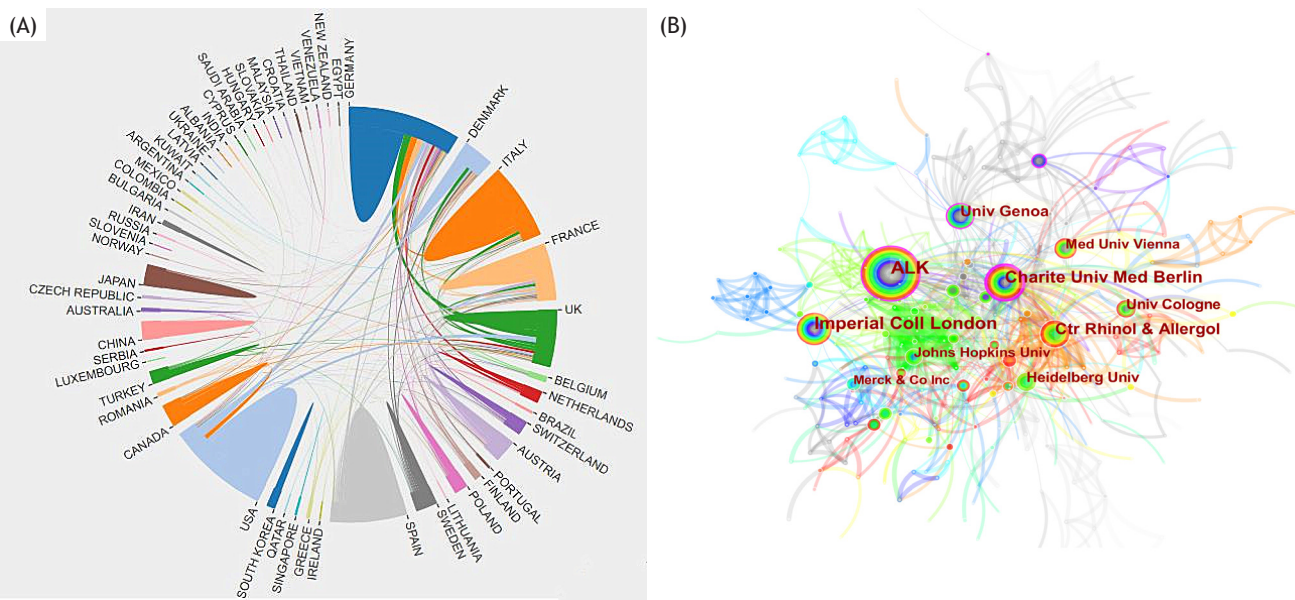 (A)
GERMANY
DENMARK
ITALY
FRANCE
UK
BELGIUM
NETHERLANDS
BRAZIL
SWITZERLAND
AUSTRIA
PORTUGAL
FINLAND
POLAND
LITHUANIA
SWEDEN
SPAIN
IRELAND
GREECE
SINGAPORE
QATAR
SOUTH KOREA
USA
CANADA
ROMANIA
TURKEY
LUXEMBOURG
SERBIA
CHINA
AUSTRALIA
CZECH REPUBLIC
JAPAN
NORWAY
SLOVENIA
RUSSIA
IRAN
BULGARIA
COLOMBIA
MEXICO
ARGENTINA
KUWAIT
LATVIA
UKRAINE
ALBANIA
INDIA
CYPRUS
SAUDI ARABIA
HUNGARY
SLOVAKIA
MALAYSIA
CROATIA
THAILAND
VIETNAM
VENEZUELA
NEW ZEALAND
EGYPT
(B)
Univ Genoa
Med Univ Vienna
ALK
Charite Univ Med Berlin
Univ Cologne
Imperial Coll London
Ctr Rhinol & Allergol
Johns Hopkins Univ
Merck & Co Inc
Heidelberg Univ